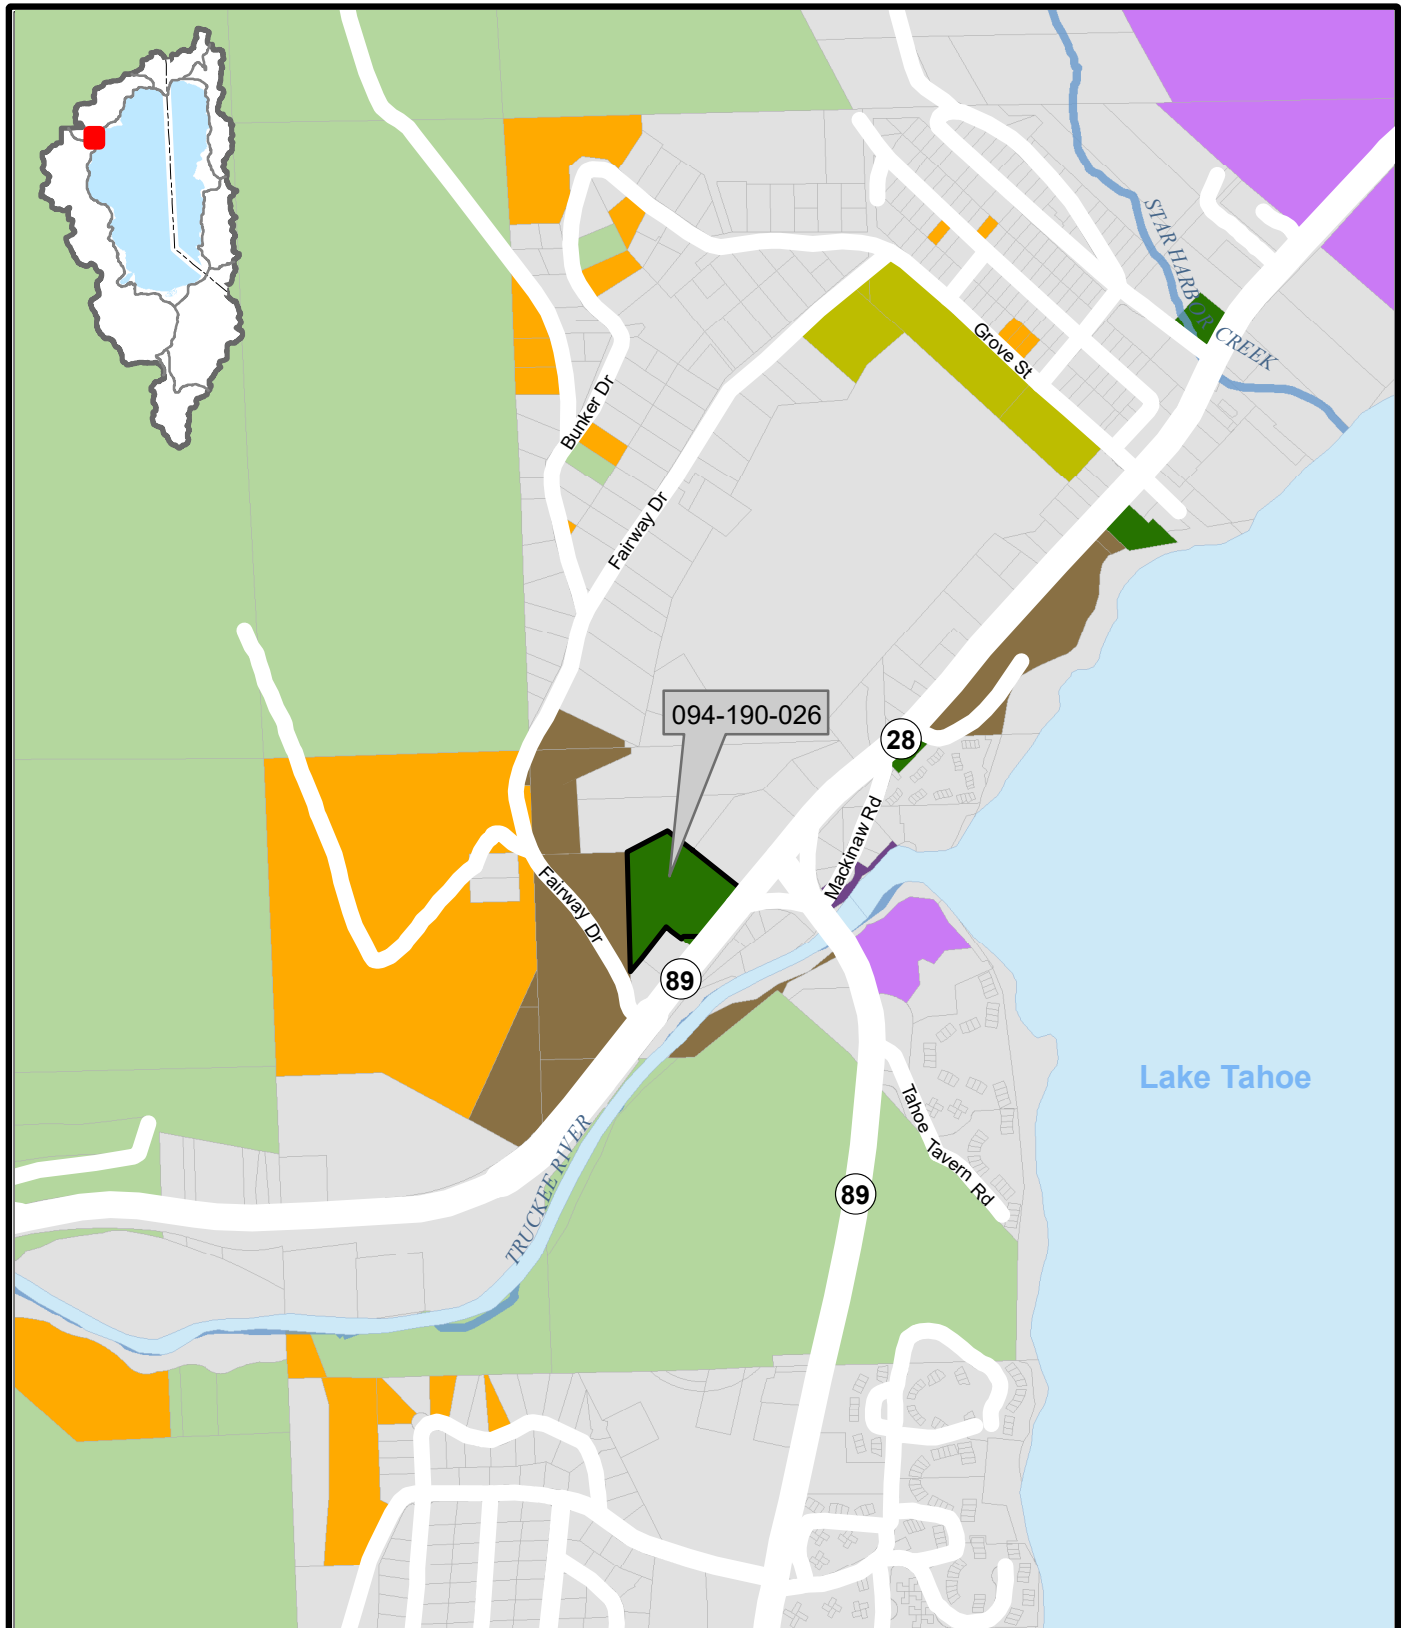 STAR HARBOR CREEK
Grove St
Bunker Dr
Fairway Dr
094-190-026
28
Mackinaw Rd
Fairway Dr
89
Lake Tahoe
Tahoe Tavern Rd
TRUCKEE RIVER
89